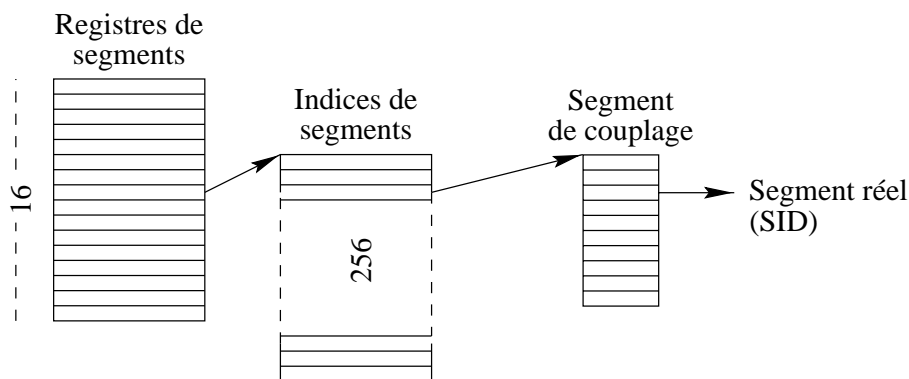 Registres de
segments
16
Indices de
segments
256
Segment
de couplage
Segment réel
(SID)